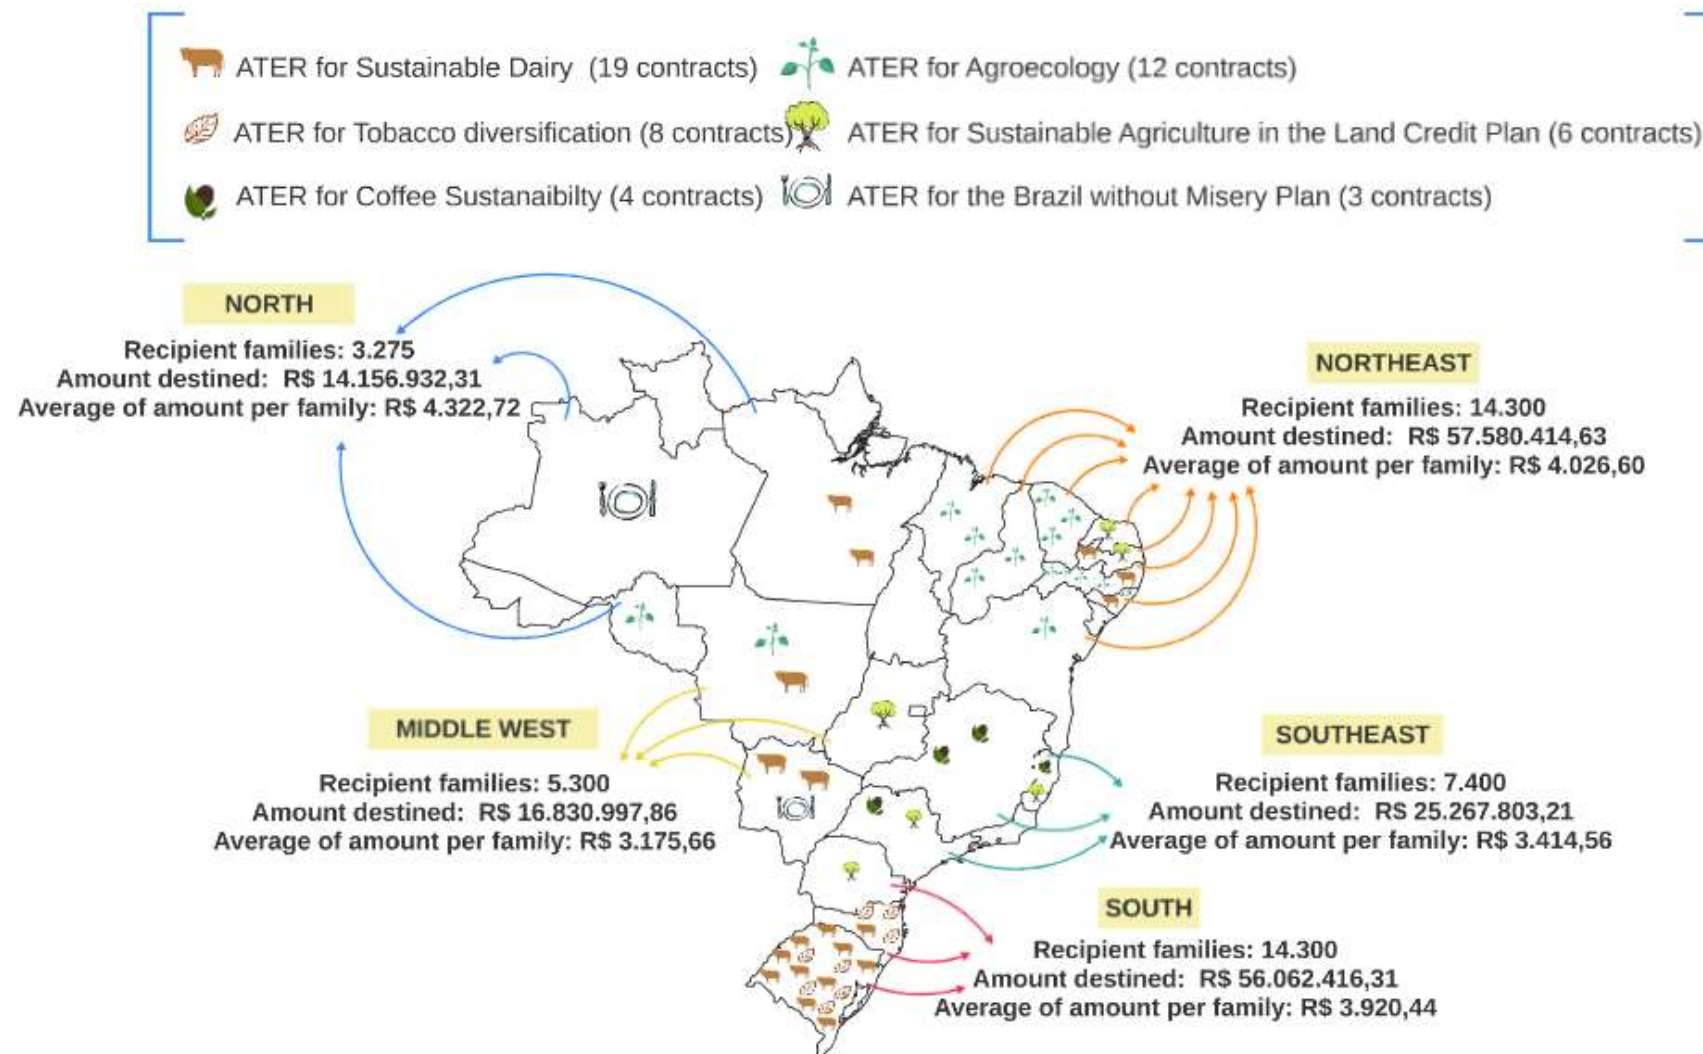 ATER for Sustainable Dairy (19 contracts)
ATER for Agroecology (12 contracts)
ATER for Tobacco diversification (8 contracts)
ATER for Sustainable Agriculture in the Land Credit Plan (6 contracts)
ATER for Coffee Sustanaibilty (4 contracts)
ATER for the Brazil without Misery Plan (3 contracts)
NORTH
Recipient families: 3.275
Amount destined: R$ 14.156.932,31
Average of amount per family: R$ 4.322,72
NORTHEAST
Recipient families: 14.300
Amount destined: R$ 57.580.414,63
Average of amount per family: R$ 4.026,60
MIDDLE WEST
Recipient families: 5.300
Amount destined: R$ 16.830.997,86
Average of amount per family: R$ 3.175,66
SOUTHEAST
Recipient families: 7.400
Amount destined: R$ 25.267.803,21
Average of amount per family: R$ 3.414,56
SOUTH
Recipient families: 14.300
Amount destined: R$ 56.062.416,31
Average of amount per family: R$ 3.920,44